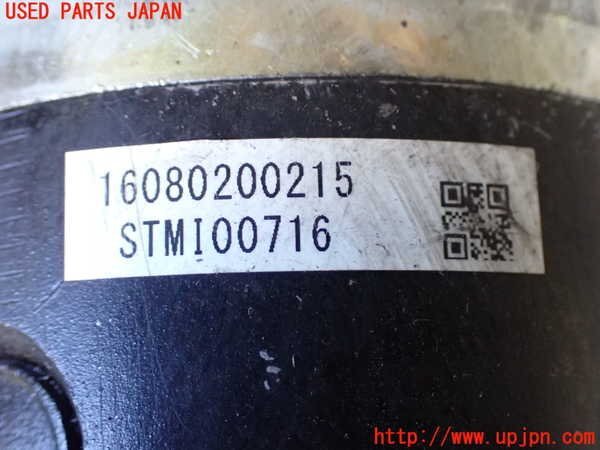 USED PARTS JAPAN
16080200215
STMI00716
http://www.upjpn.com/